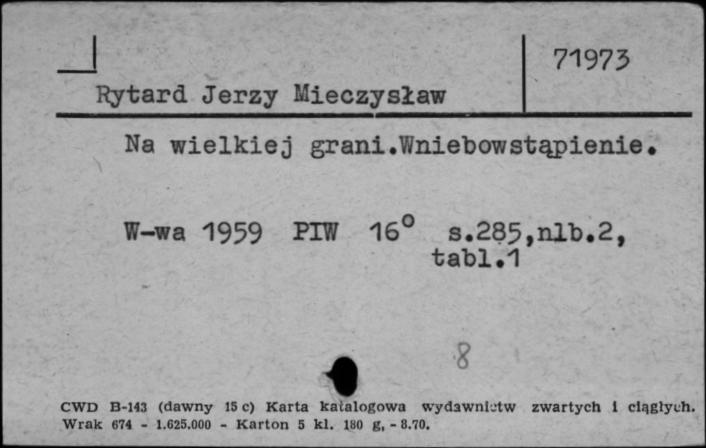 71973
Rytard Jerzy Mieczysław
Na wielkiej grani.Wniebowstąpienie.
W-wa 1959 PIW 16° s.285,nlb.2,
tabl.1
8
CWD B-143 (dawny 15 c) Karta katalogowa wydawnictw zwartych i ciągłych.
Wrak 674 - 1.625.000 - Karton 5 kl. 180 g, - 8.70.